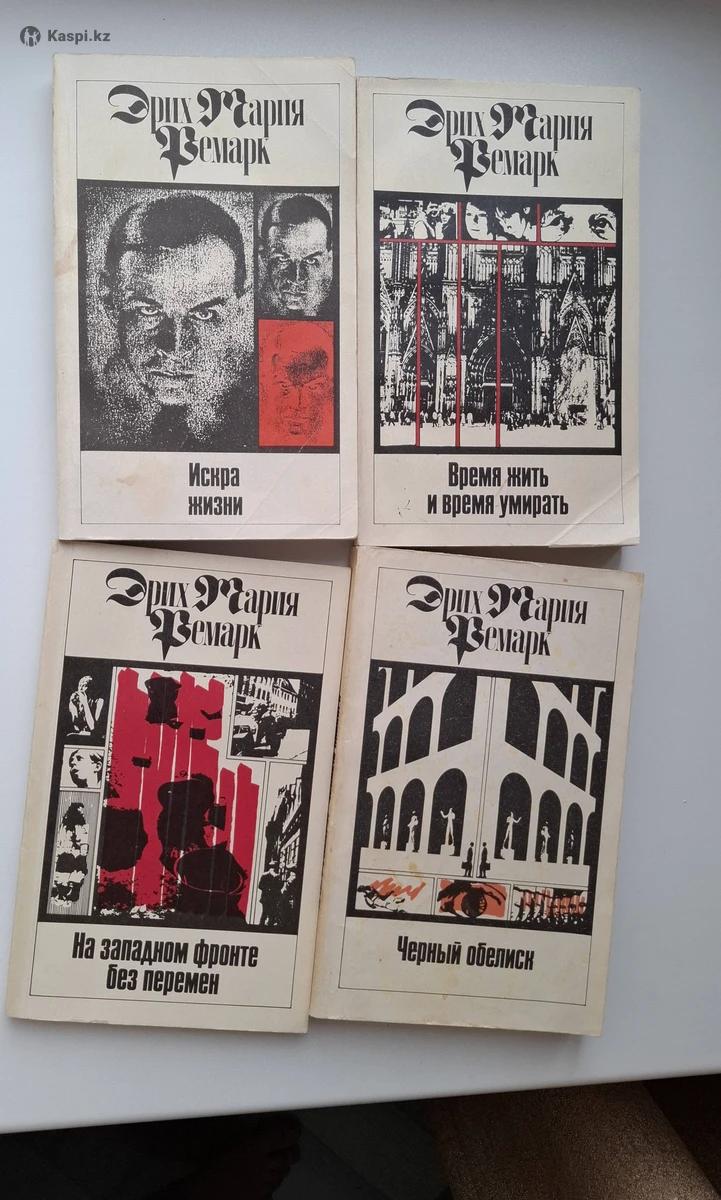 Kaspi.kz
Эрих Мария
Ремарк
Искра
жизни
Эрих Мария
Ремарк
Время жить
и время умирать
Эрих Мария
Ремарк
На западном фронте
без перемен
Эрих Мария
Ремарк
Черный обелиск